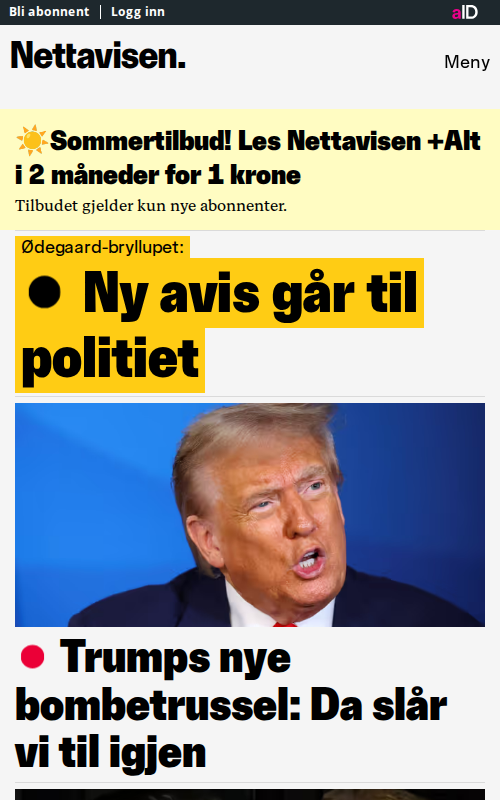 Bli abonnent | Logg inn
aID
Nettavisen.
Meny
☀️Sommertilbud! Les Nettavisen +Alt
i 2 måneder for 1 krone
Tilbudet gjelder kun nye abonnenter.
Ødegaard-bryllupet:
Ny avis går til
politiet
Trumps nye
bombetrussel: Da slår
vi til igjen